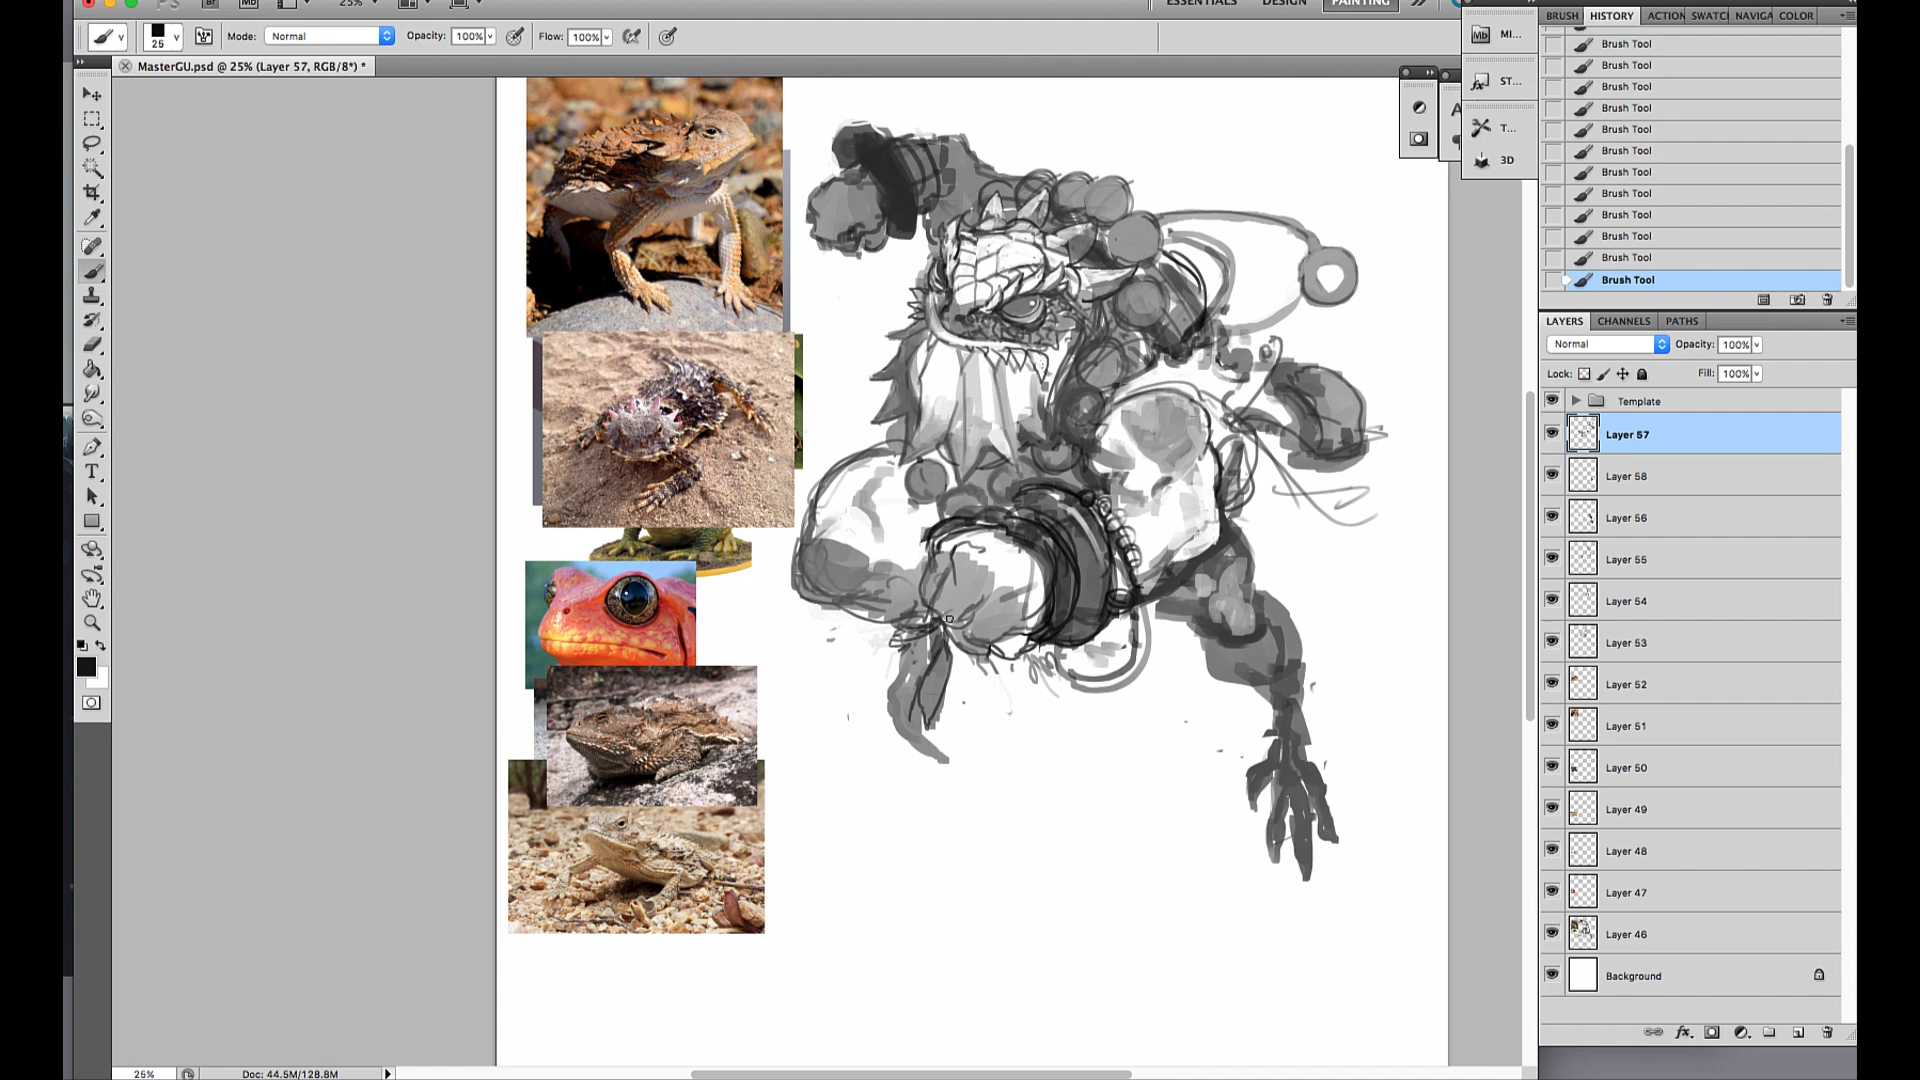 Ps
Br
Mb
25%
ESSENTIALS
DESIGN
PAINTING
25
Mode:
Normal
Opacity:
100%
Flow:
100%
MasterGU.psd @ 25% (Layer 57, RGB/8*) *
MI...
ST...
T...
3D
BRUSH
HISTORY
ACTION
SWATC
NAVIGA
COLOR
Brush Tool
Brush Tool
Brush Tool
Brush Tool
Brush Tool
Brush Tool
Brush Tool
Brush Tool
Brush Tool
Brush Tool
Brush Tool
Brush Tool
LAYERS
CHANNELS
PATHS
Normal
Opacity:
100%
Lock:
Fill:
100%
Template
Layer 57
Layer 58
Layer 56
Layer 55
Layer 54
Layer 53
Layer 52
Layer 51
Layer 50
Layer 49
Layer 48
Layer 47
Layer 46
Background
25%
Doc: 44.5M/128.8M